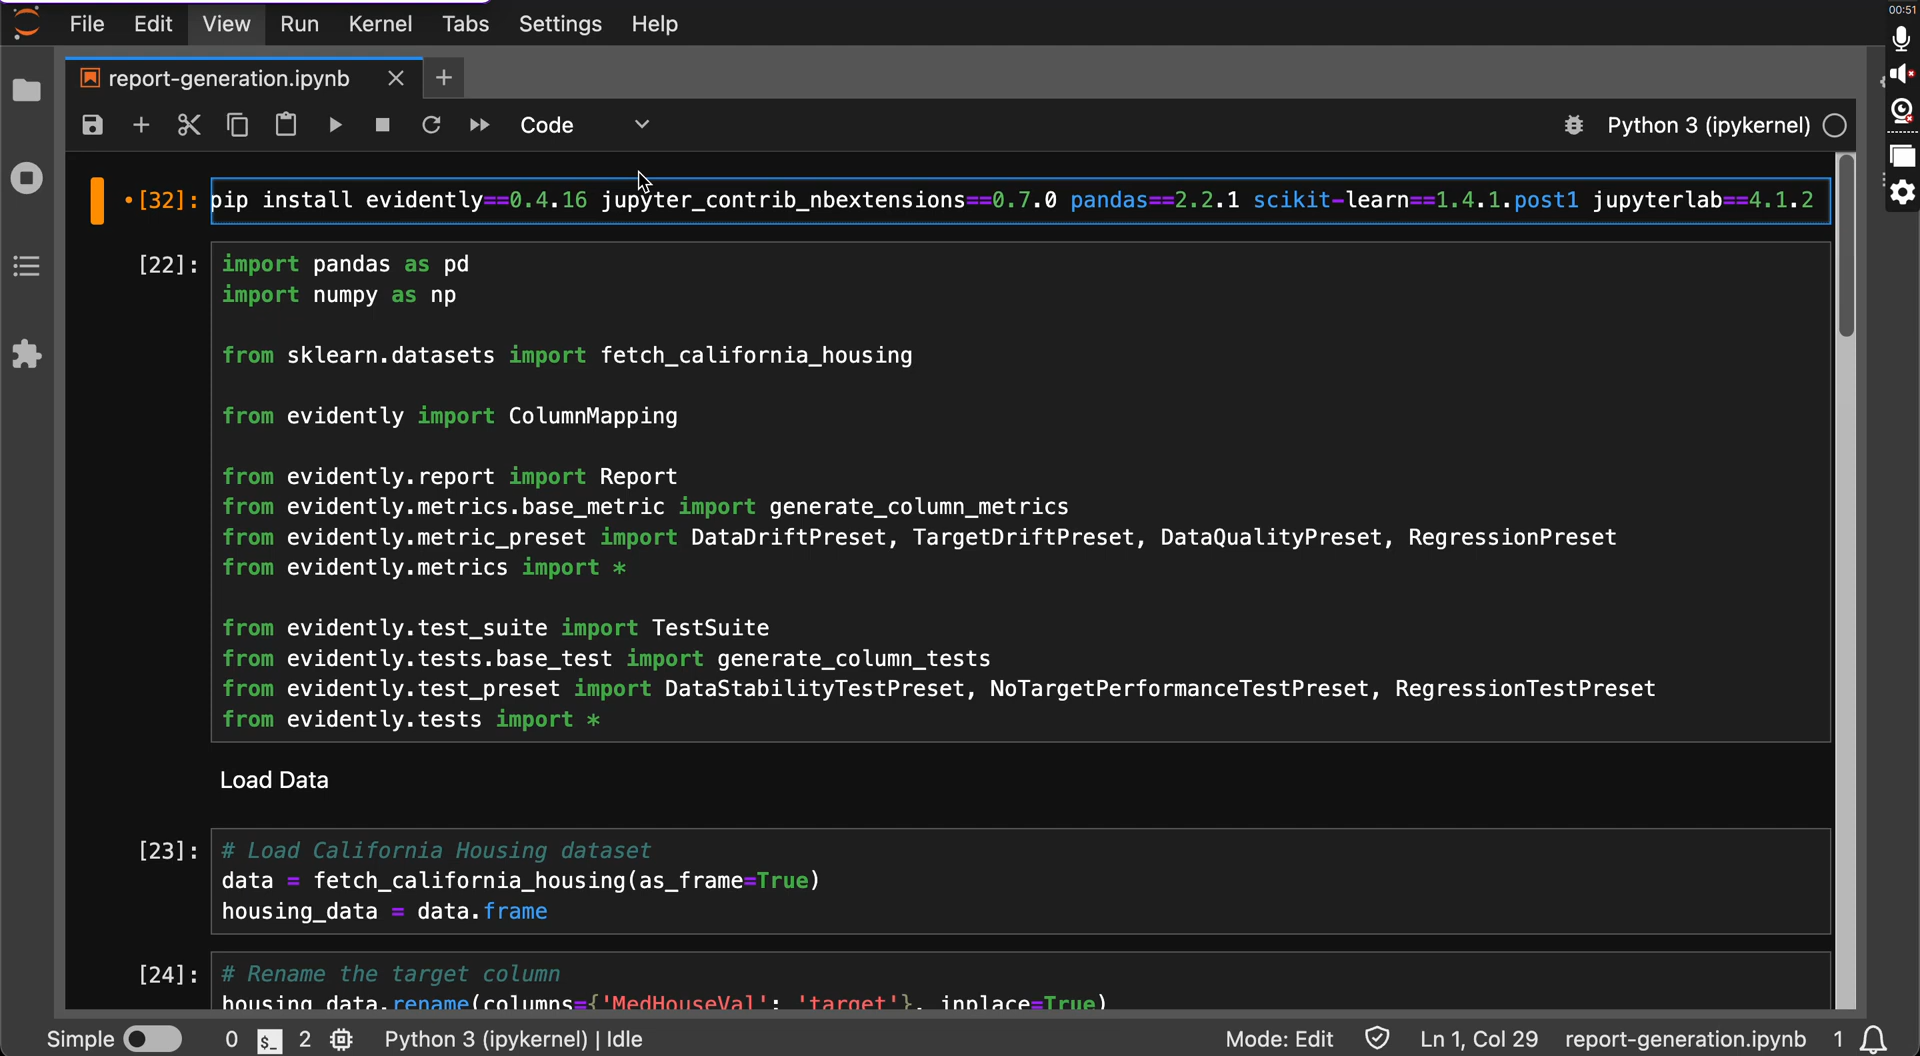 00:51
File Edit View Run Kernel Tabs Settings Help
report-generation.ipynb
Code
Python 3 (ipykernel)
[32]: pip install evidently==0.4.16 jupyter_contrib_nbextensions==0.7.0 pandas==2.2.1 scikit-learn==1.4.1.post1 jupyterlab==4.1.2
[22]: import pandas as pd
import numpy as np
from sklearn.datasets import fetch_california_housing
from evidently import ColumnMapping
from evidently.report import Report
from evidently.metrics.base_metric import generate_column_metrics
from evidently.metric_preset import DataDriftPreset, TargetDriftPreset, DataQualityPreset, RegressionPreset
from evidently.metrics import *
from evidently.test_suite import TestSuite
from evidently.tests.base_test import generate_column_tests
from evidently.test_preset import DataStabilityTestPreset, NoTargetPerformanceTestPreset, RegressionTestPreset
from evidently.tests import *
Load Data
[23]: # Load California Housing dataset
data = fetch_california_housing(as_frame=True)
housing_data = data.frame
[24]: # Rename the target column
housing_data.rename(columns={'MedHouseVal': 'target'}, inplace=True)
Simple 0 $_ 2 Python 3 (ipykernel) | Idle Mode: Edit Ln 1, Col 29 report-generation.ipynb 1